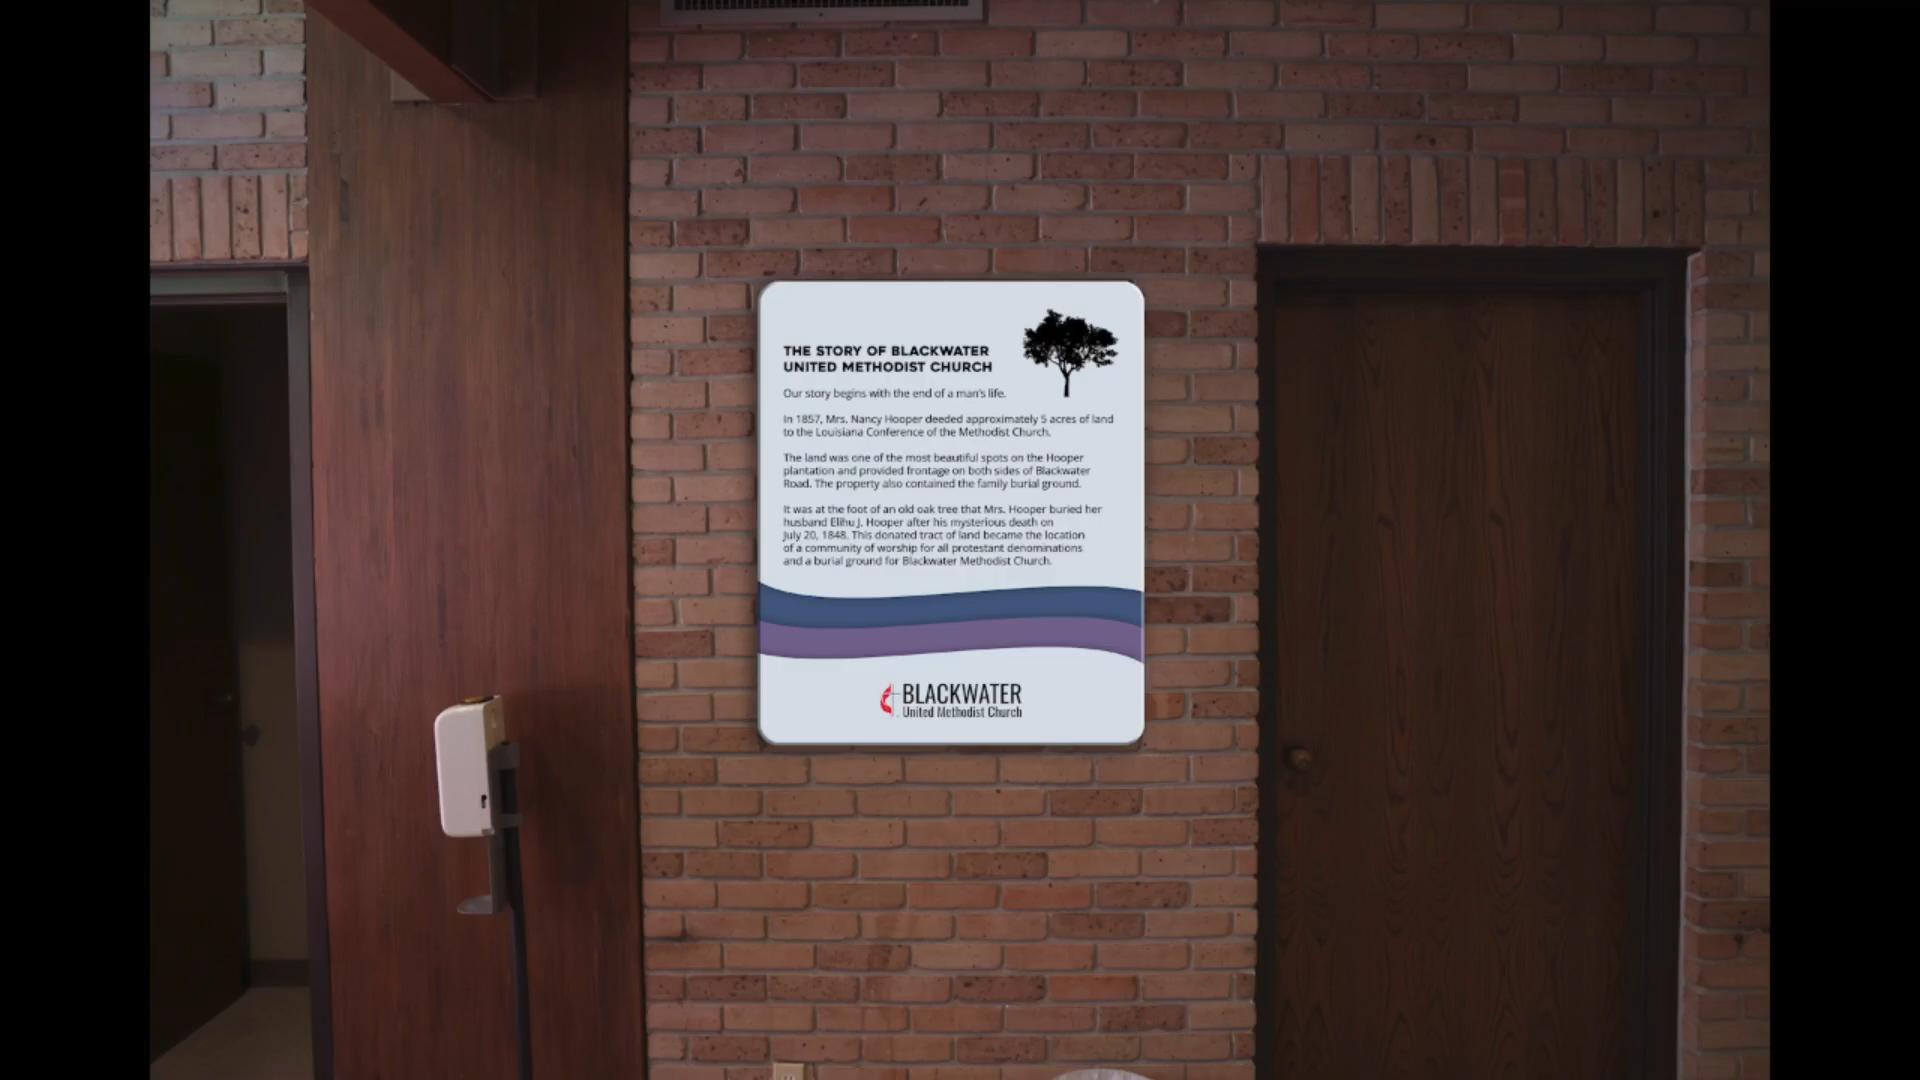 THE STORY OF BLACKWATER
UNITED METHODIST CHURCH
Our story begins with the end of a man's life.
In 1857, Mrs. Nancy Hooper deeded approximately 5 acres of land
to the Louisiana Conference of the Methodist Church.
The land was one of the most beautiful spots on the Hooper
plantation and provided frontage on both sides of Blackwater
Road. The property also contained the family burial ground.
It was at the foot of an old oak tree that Mrs. Hooper buried her
husband Elihu J. Hooper after his mysterious death on
July 20, 1848. This donated tract of land became the location
of a community of worship for all protestant denominations
and a burial ground for Blackwater Methodist Church.
BLACKWATER
United Methodist Church